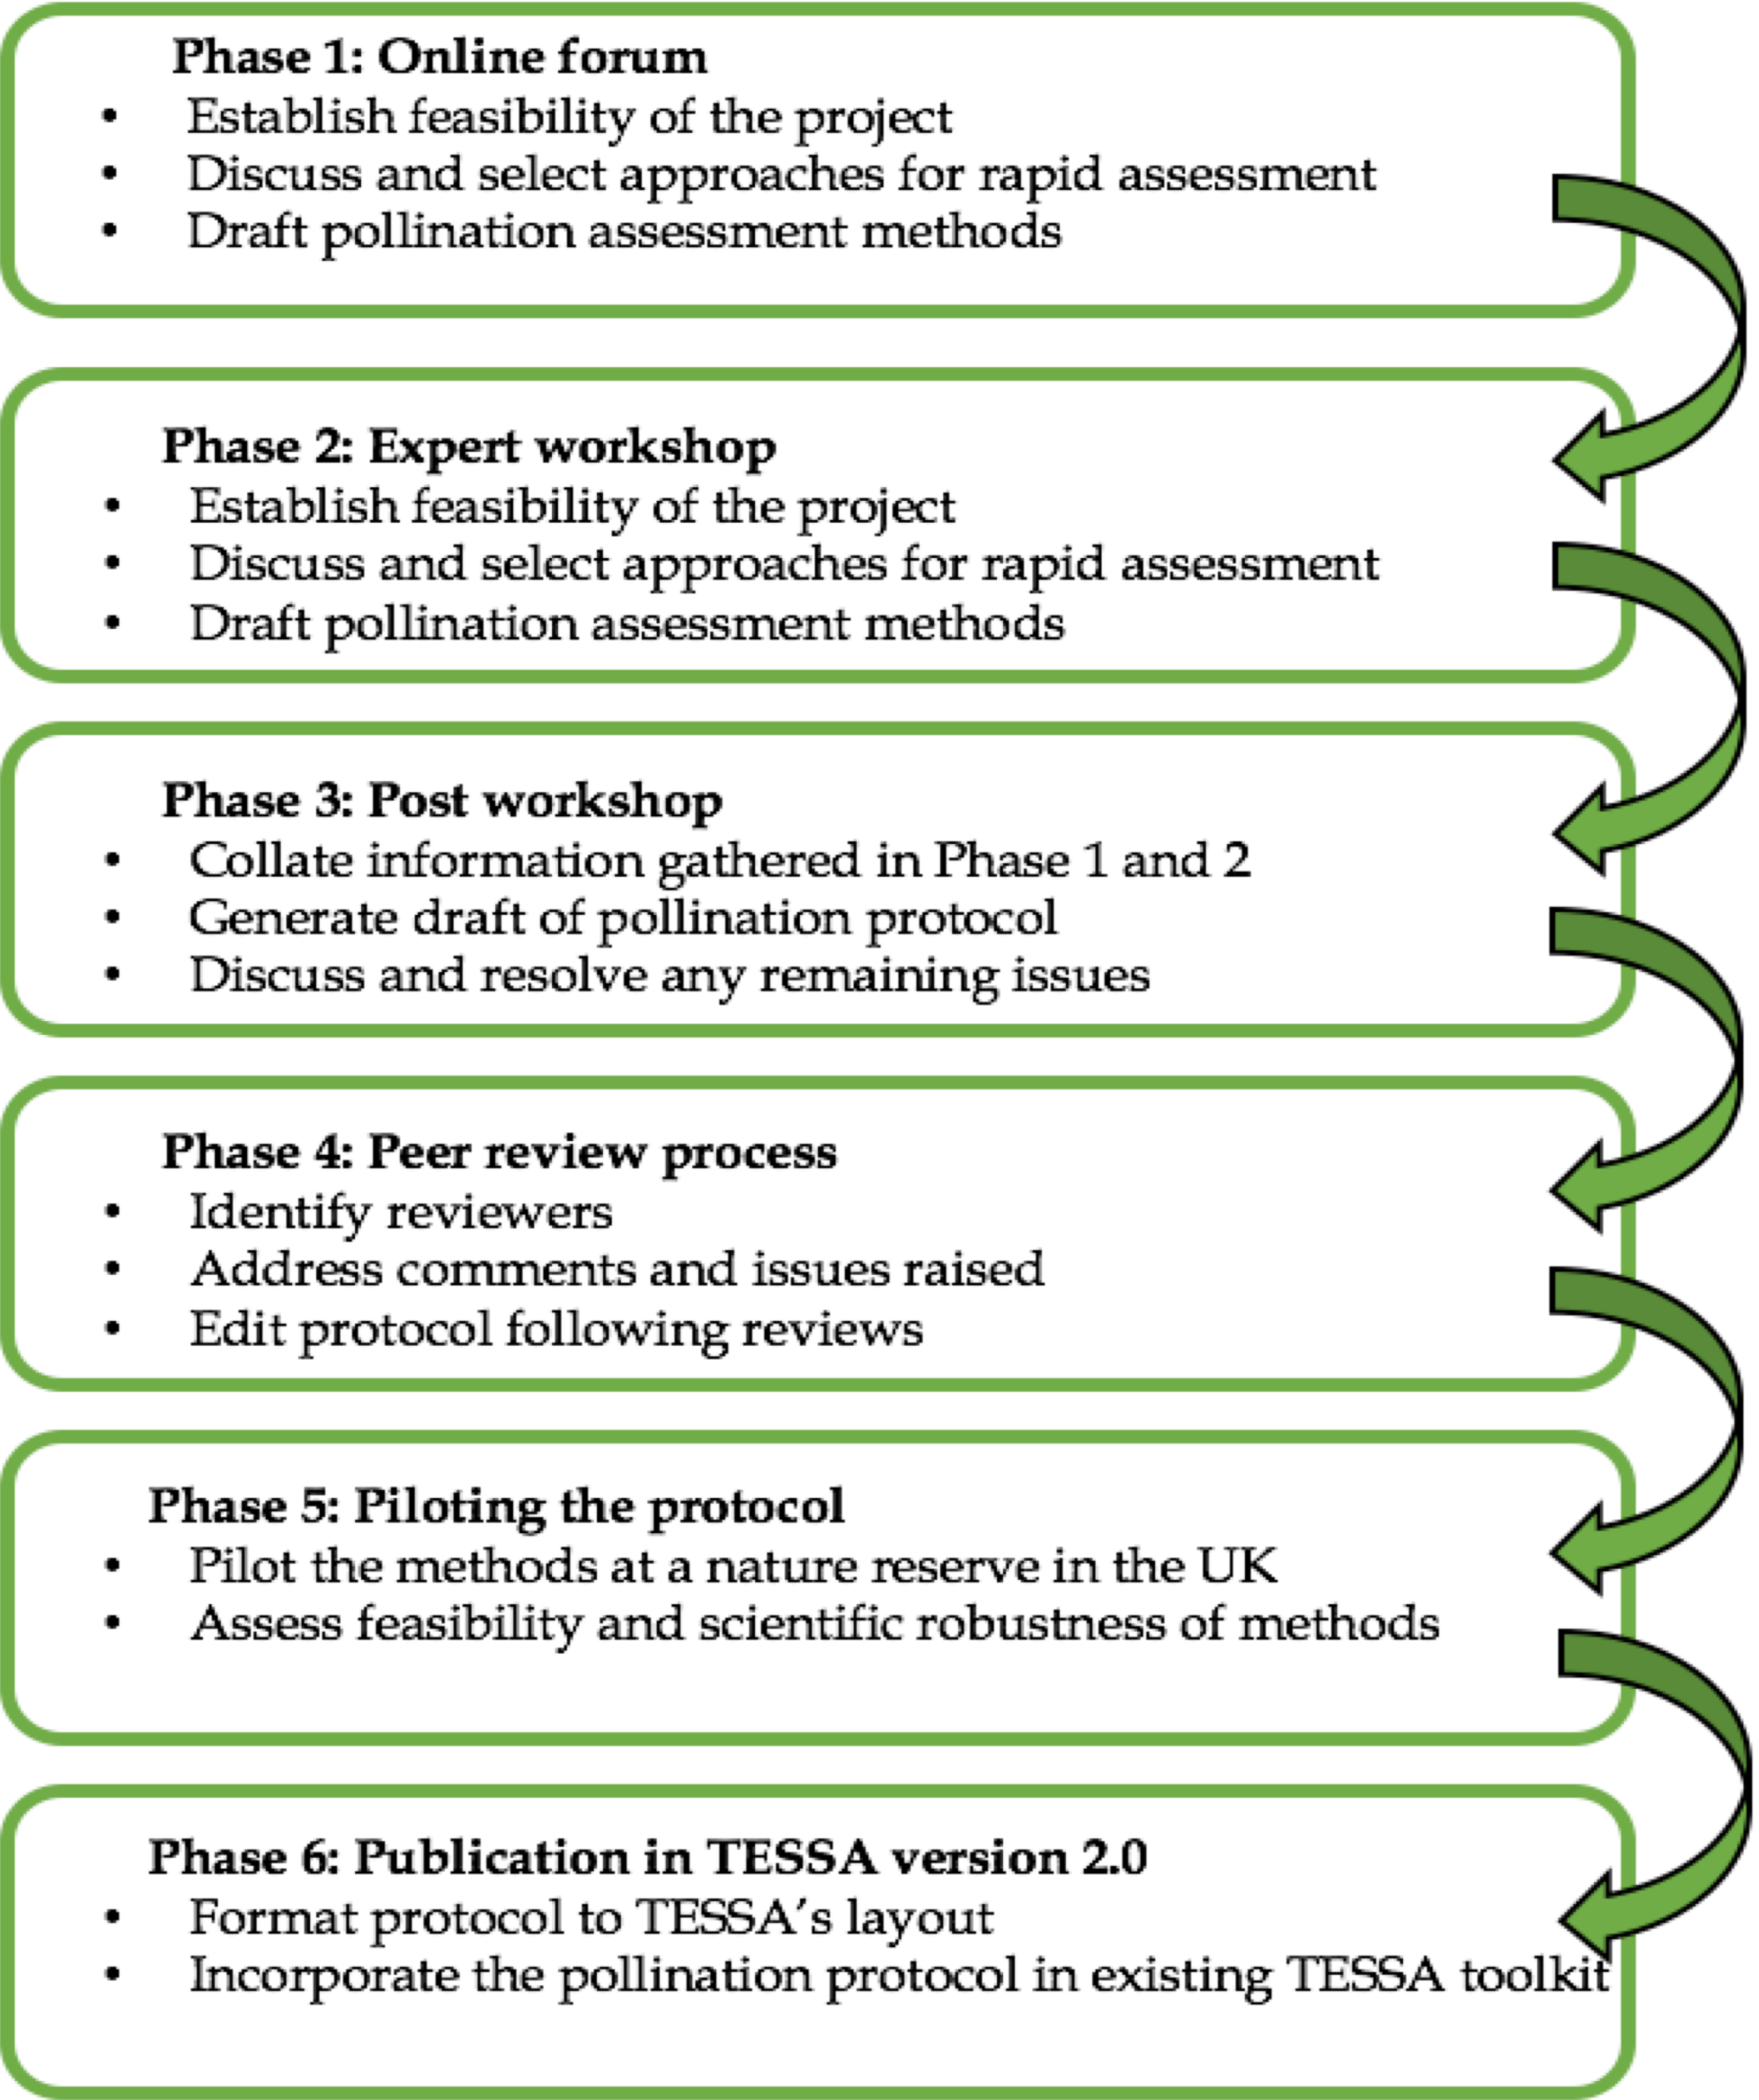 Phase 1: Online forum
• Establish feasibility of the project
• Discuss and select approaches for rapid assessment
• Draft pollination assessment methods
Phase 2: Expert workshop
• Establish feasibility of the project
• Discuss and select approaches for rapid assessment
• Draft pollination assessment methods
Phase 3: Post workshop
• Collate information gathered in Phase 1 and 2
• Generate draft of pollination protocol
• Discuss and resolve any remaining issues
Phase 4: Peer review process
• Identify reviewers
• Address comments and issues raised
• Edit protocol following reviews
Phase 5: Piloting the protocol
• Pilot the methods at a nature reserve in the UK
• Assess feasibility and scientific robustness of methods
Phase 6: Publication in TESSA version 2.0
• Format protocol to TESSA’s layout
• Incorporate the pollination protocol in existing TESSA toolkit